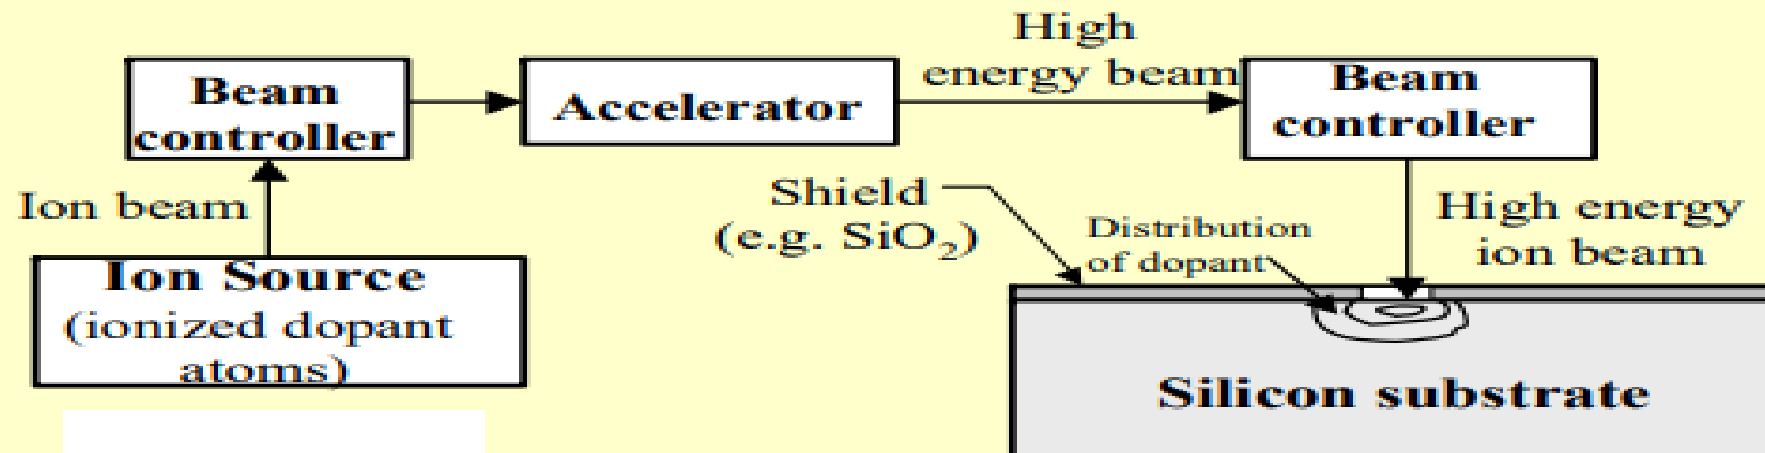 High
energy beam
Beam
controller
Accelerator
Beam
controller
Ion beam
Shield
(e.g. SiO₂)
Distribution
of dopant
High energy
ion beam
Ion Source
(ionized dopant
atoms)
Silicon substrate